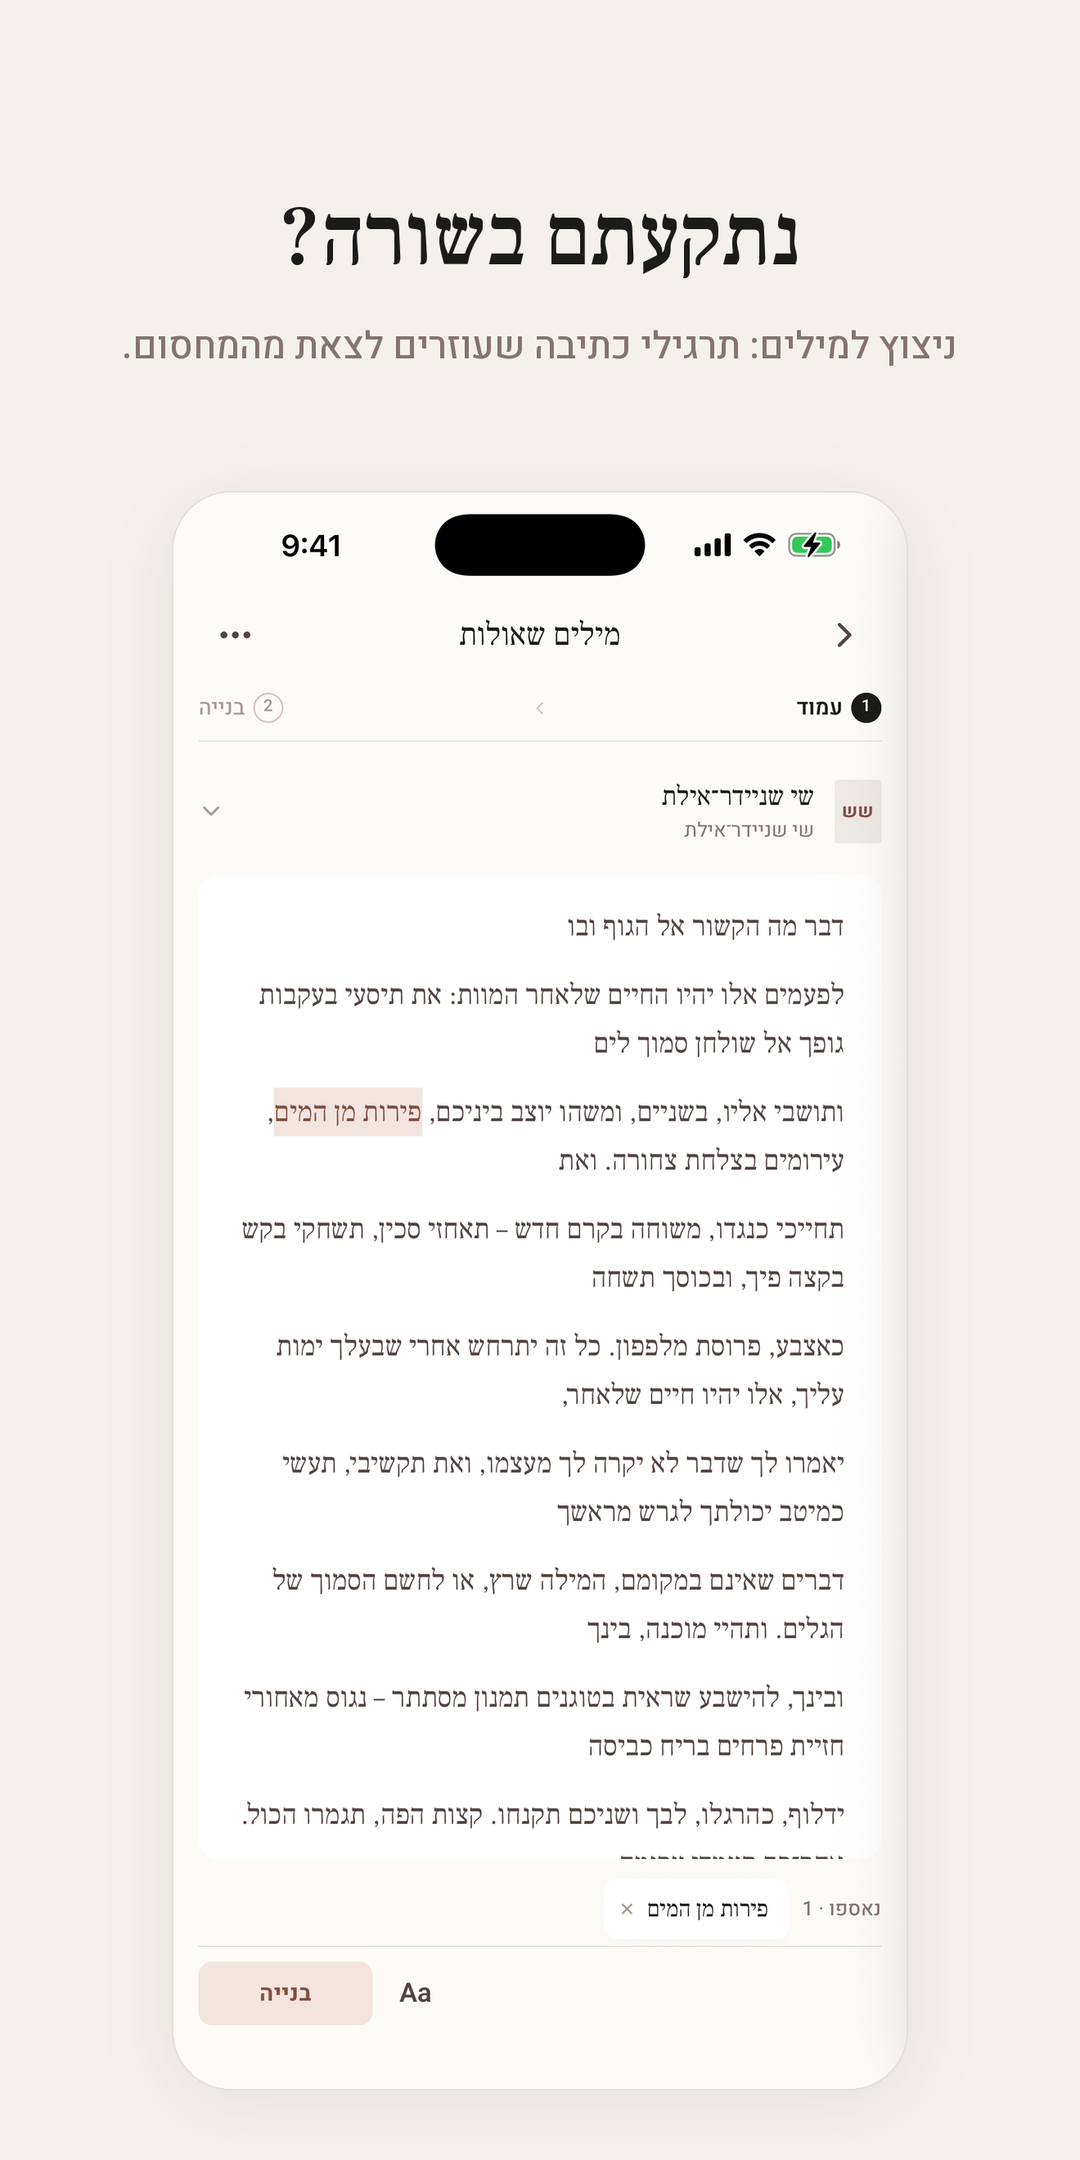 נתקעתם בשורה?
ניצוץ למילים: תרגילי כתיבה שעוזרים לצאת מהמחסום.
9:41
מילים שאולות
1 עמוד
2 בנייה
שש
שי שניידר־אילת
שי שניידר־אילת
דבר מה הקשור אל הגוף ובו
לפעמים אלו יהיו החיים שלאחר המוות: את תיסעי בעקבות
גופך אל שולחן סמוך לים
ותושבי אליו, בשניים, ומשהו יוצב ביניכם, פירות מן המים,
עירומים בצלחת צחורה. ואת
תחייכי כנגדו, משוחה בקרם חדש – תאחזי סכין, תשחקי בקש
בקצה פיך, ובכוסך תשחה
כאצבע, פרוסת מלפפון. כל זה יתרחש אחרי שבעלך ימות
עליך, אלו יהיו חיים שלאחר,
יאמרו לך שדבר לא יקרה לך מעצמו, ואת תקשיבי, תעשי
כמיטב יכולתך לגרש מראשך
דברים שאינם במקומם, המילה שרץ, או לחשם הסמוך של
הגלים. ותהיי מוכנה, בינך
ובינך, להישבע שראית בטוגנים תמנון מסתתר – נגוס מאחורי
חזיית פרחים בריח כביסה
ידלוף, כהרגלו, לבך ושניכם תקנחו. קצות הפה, תגמרו הכול.
נאספו · 1
פירות מן המים ×
Aa
בנייה